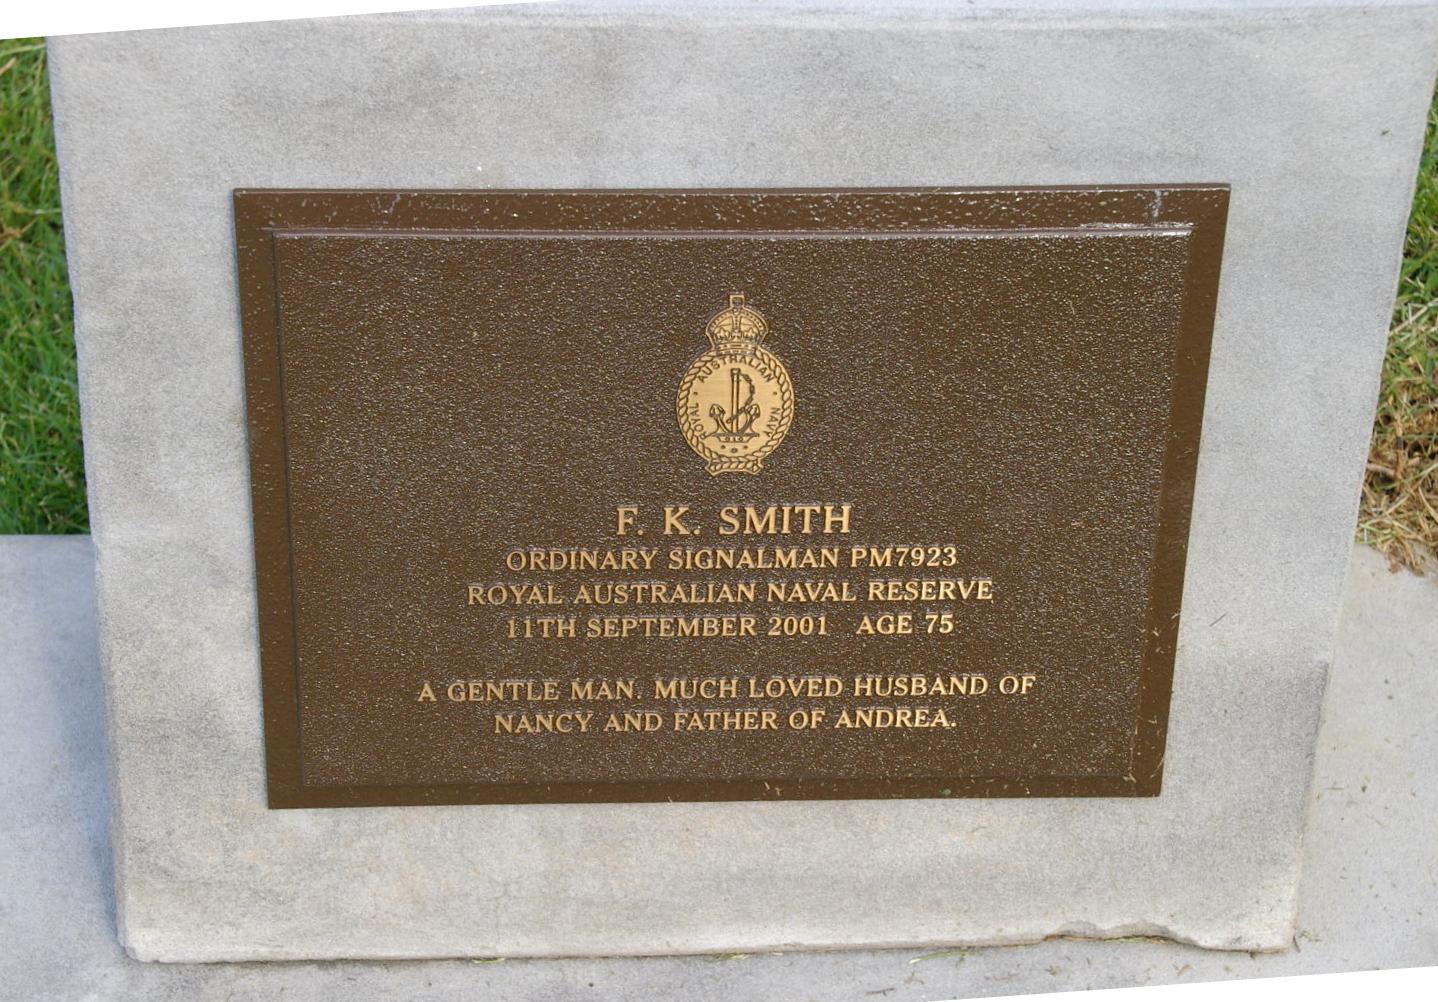 ROYAL AUSTRALIAN NAVY
F. K. SMITH
ORDINARY SIGNALMAN PM7923
ROYAL AUSTRALIAN NAVAL RESERVE
11TH SEPTEMBER 2001 AGE 75
A GENTLE MAN. MUCH LOVED HUSBAND OF
NANCY AND FATHER OF ANDREA.